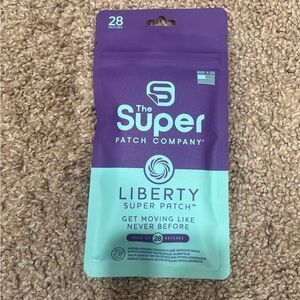 28
PATCHES
MADE IN USA
The
Super
PATCH COMPANY
LIBERTY
SUPER PATCH™
GET MOVING LIKE
NEVER BEFORE
PACK OF 28 PATCHES